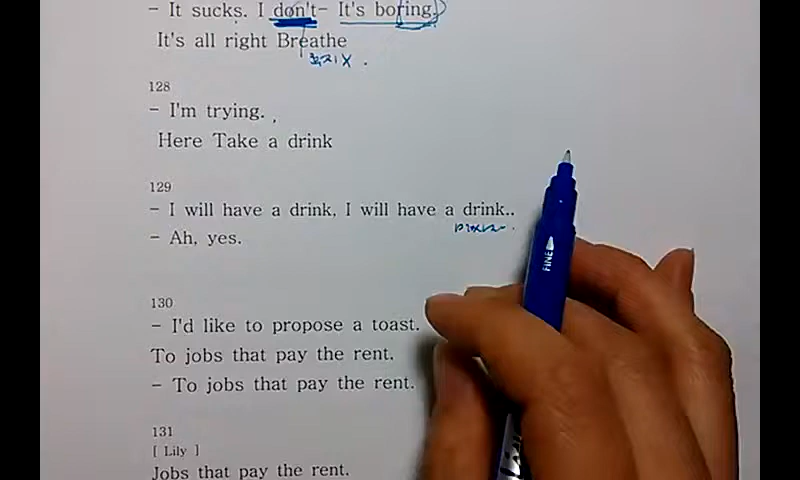 - It sucks. I don't- It's boring
It's all right Breathe
128
- I'm trying.
Here Take a drink
129
- I will have a drink, I will have a drink..
- Ah, yes.
130
- I'd like to propose a toast.
To jobs that pay the rent.
- To jobs that pay the rent.
131
[ Lily ]
Jobs that pay the rent.
FINE